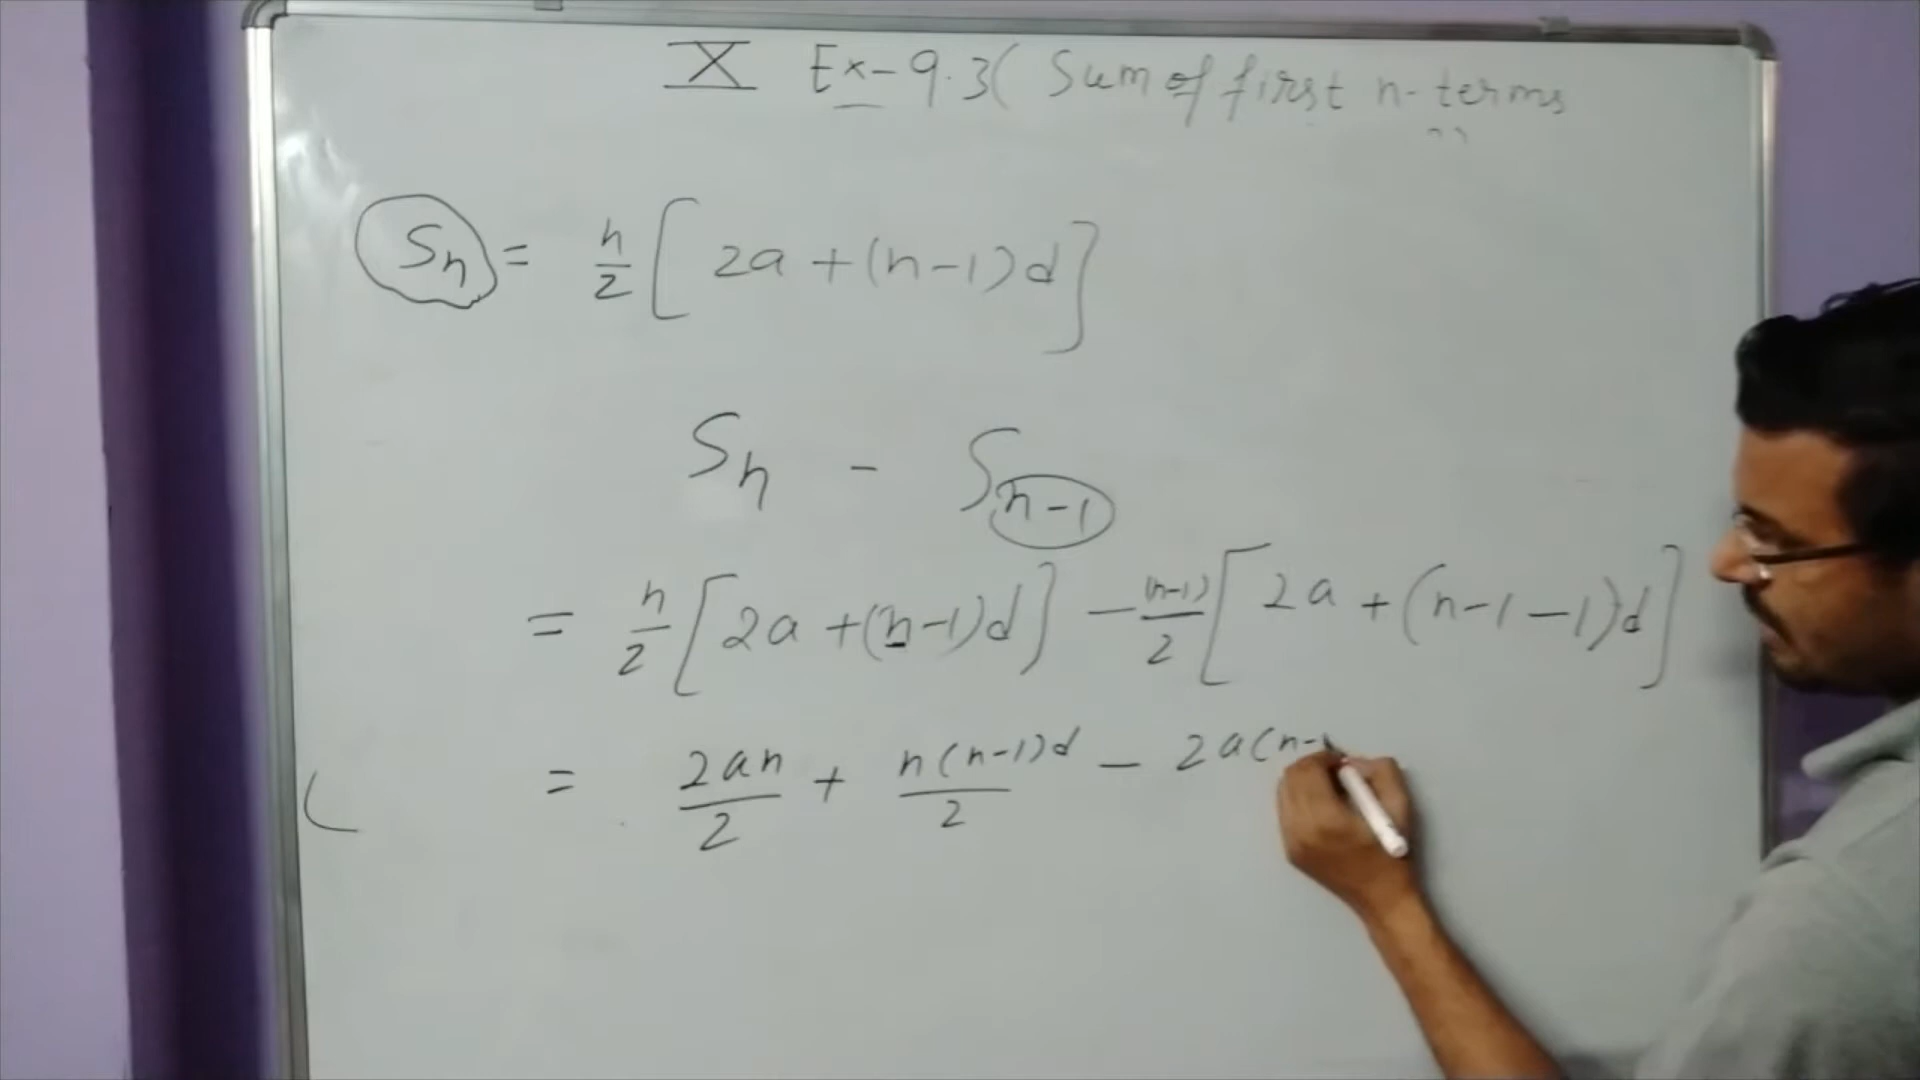 X Ex-9.3( Sum of first n-terms
Sn = n/2 [ 2a + (n-1)d ]
Sn - Sn-1
= n/2 [ 2a + (n-1)d ] - (n-1)/2 [ 2a + (n-1-1)d ]
= 2an/2 + n(n-1)d/2 - 2a(n-